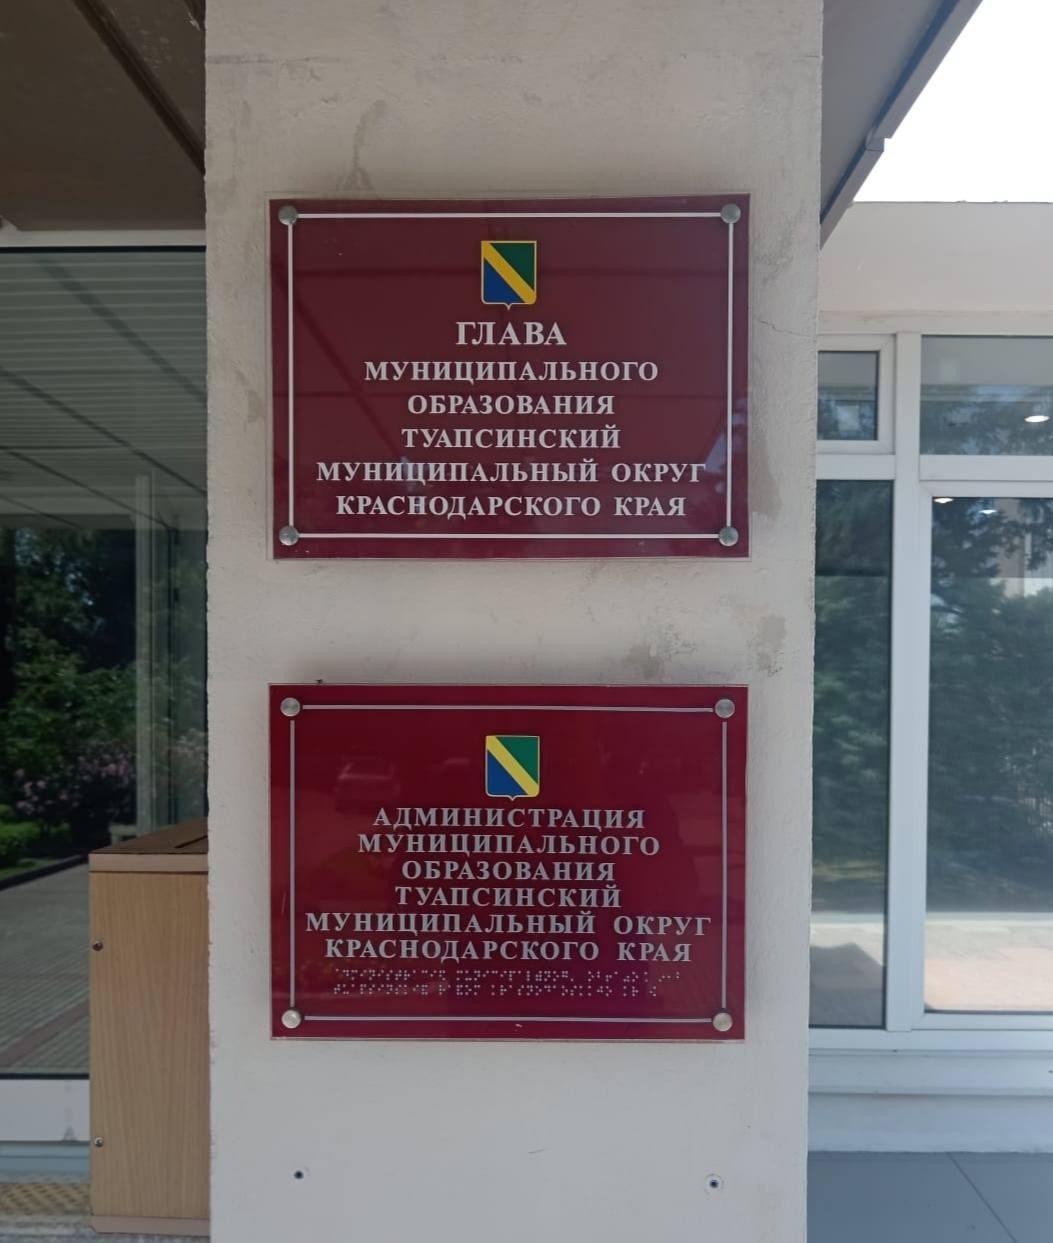 ГЛАВА
МУНИЦИПАЛЬНОГО
ОБРАЗОВАНИЯ
ТУАПСИНСКИЙ
МУНИЦИПАЛЬНЫЙ ОКРУГ
КРАСНОДАРСКОГО КРАЯ
АДМИНИСТРАЦИЯ
МУНИЦИПАЛЬНОГО
ОБРАЗОВАНИЯ
ТУАПСИНСКИЙ
МУНИЦИПАЛЬНЫЙ ОКРУГ
КРАСНОДАРСКОГО КРАЯ